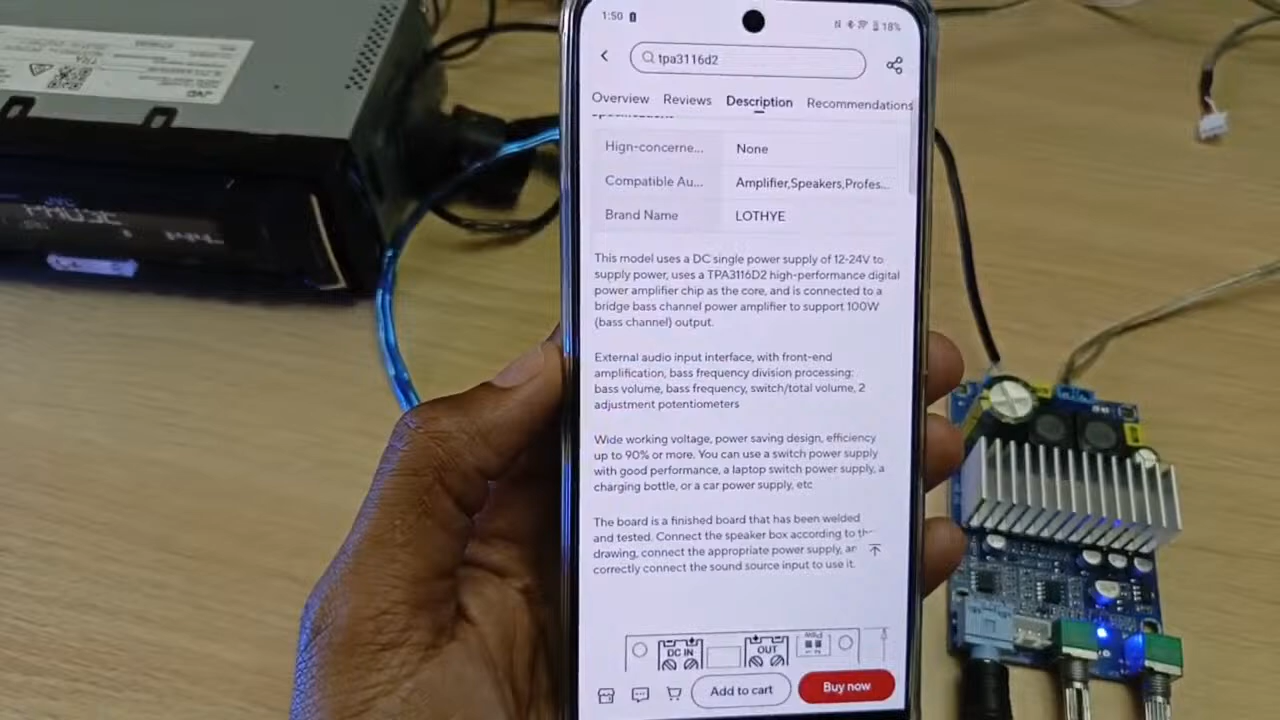 1:50
18%
tpa3116d2
Overview Reviews Description Recommendations
Hign-concerne... None
Compatible Au... Amplifier,Speakers,Profes...
Brand Name LOTHYE
This model uses a DC single power supply of 12-24V to
supply power, uses a TPA3116D2 high-performance digital
power amplifier chip as the core, and is connected to a
bridge bass channel power amplifier to support 100W
(bass channel) output.
External audio input interface, with front-end
amplification, bass frequency division processing:
bass volume, bass frequency, switch/total volume, 2
adjustment potentiometers
Wide working voltage, power saving design, efficiency
up to 90% or more. You can use a switch power supply
with good performance, a laptop switch power supply, a
charging bottle, or a car power supply, etc
The board is a finished board that has been welded
and tested. Connect the speaker box according to the
drawing, connect the appropriate power supply, an
correctly connect the sound source input to use it.
DC IN OUT
Add to cart Buy now
JVC